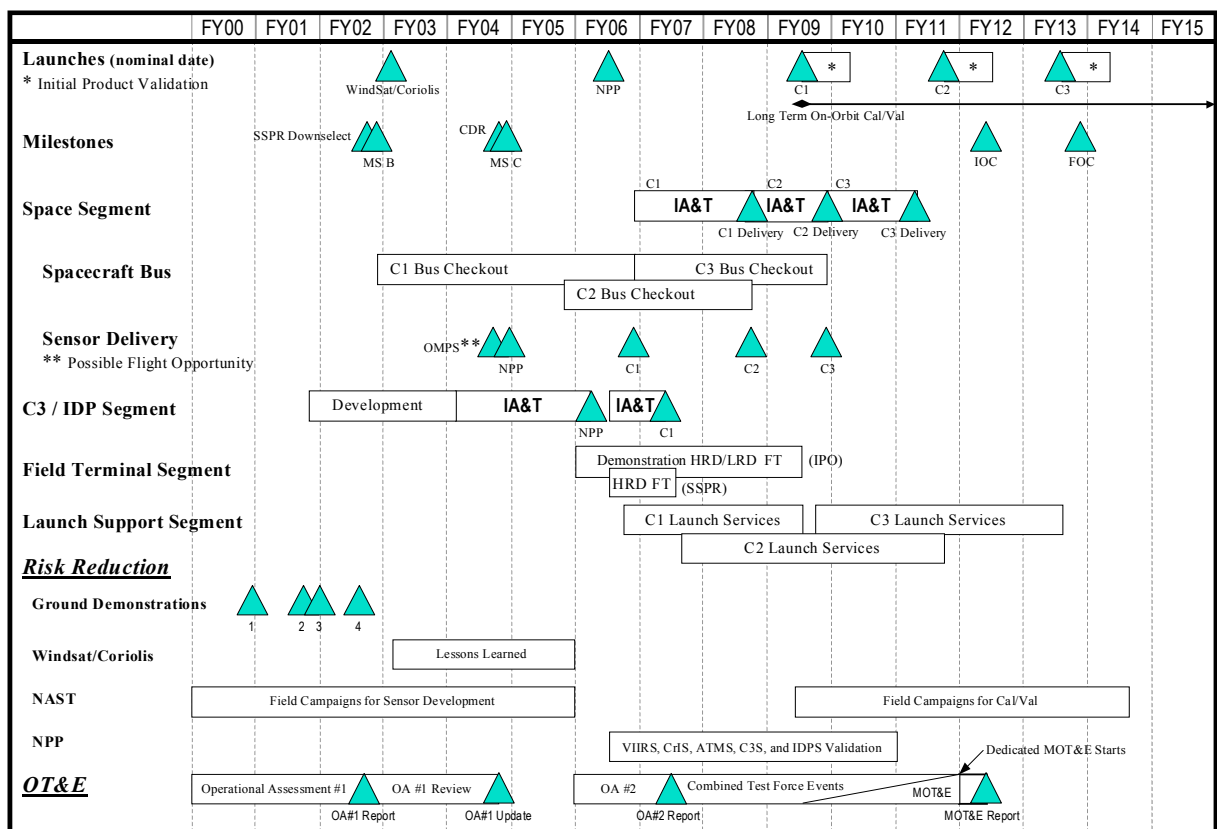 FY00 FY01 FY02 FY03 FY04 FY05 FY06 FY07 FY08 FY09 FY10 FY11 FY12 FY13 FY14 FY15
Launches (nominal date)
* Initial Product Validation
* * *
WindSat/Coriolis NPP C1 C2 C3
Long Term On-Orbit Cal/Val
Milestones
SSPR Downselect CDR
MS B MS C IOC FOC
Space Segment
C1 C2 C3
IA&T IA&T IA&T
C1 Delivery C2 Delivery C3 Delivery
Spacecraft Bus
C1 Bus Checkout C3 Bus Checkout
C2 Bus Checkout
Sensor Delivery
** Possible Flight Opportunity
OMPS**
NPP C1 C2 C3
C3 / IDP Segment
Development IA&T IA&T
NPP C1
Field Terminal Segment
Demonstration HRD/LRD FT (IPO)
HRD FT (SSPR)
Launch Support Segment
C1 Launch Services C3 Launch Services
C2 Launch Services
Risk Reduction
Ground Demonstrations
1 2 3 4
Windsat/Coriolis
Lessons Learned
NAST
Field Campaigns for Sensor Development Field Campaigns for Cal/Val
NPP
VIIRS, CrIS, ATMS, C3S, and IDPS Validation
Dedicated MOT&E Starts
OT&E
Operational Assessment #1 OA #1 Review OA #2 Combined Test Force Events MOT&E
OA#1 Report OA#1 Update OA#2 Report MOT&E Report